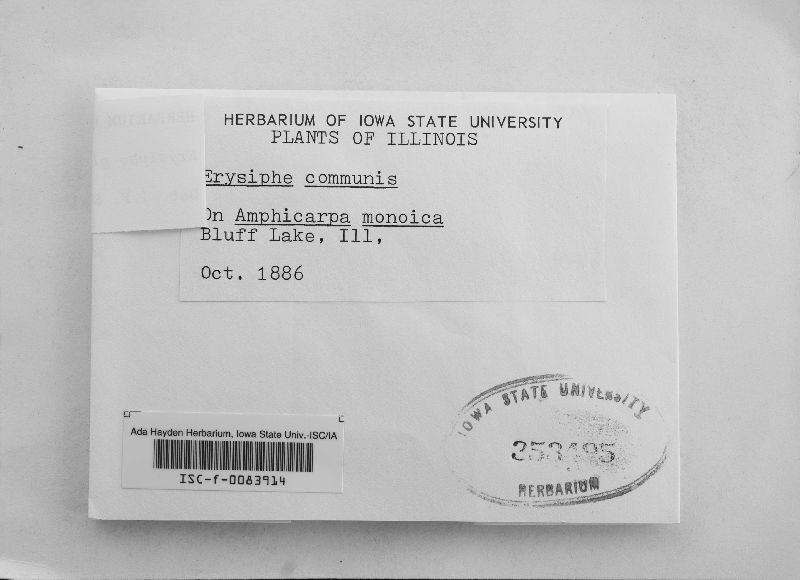 HERBARIUM OF IOWA STATE UNIVERSITY
PLANTS OF ILLINOIS
Erysiphe communis
On Amphicarpa monoica
Bluff Lake, Ill,
Oct. 1886
Ada Hayden Herbarium, Iowa State Univ.-ISC/IA
ISC-f-0083914
IOWA STATE UNIVERSITY
HERBARIUM